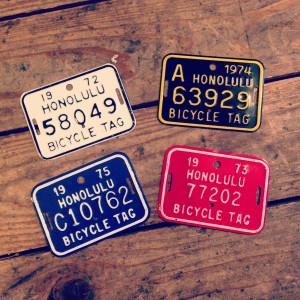 19 72
HONOLULU
58049
BICYCLE TAG
A 1974
HONOLULU
63929
BICYCLE TAG
19 75
HONOLULU
C10762
BICYCLE TAG
19 73
HONOLULU
77202
BICYCLE TAG